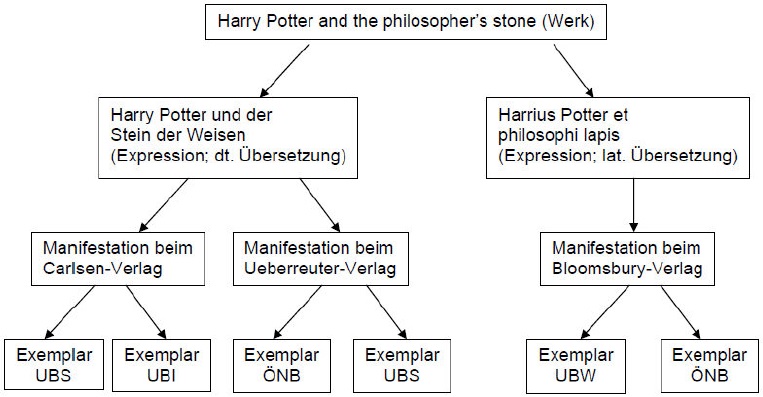 Harry Potter and the philosopher's stone (Werk)
Harry Potter und der
Stein der Weisen
(Expression; dt. Übersetzung)
Harrius Potter et
philosophi lapis
(Expression; lat. Übersetzung)
Manifestation beim
Carlsen-Verlag
Manifestation beim
Ueberreuter-Verlag
Manifestation beim
Bloomsbury-Verlag
Exemplar
UBS
Exemplar
UBI
Exemplar
ÖNB
Exemplar
UBS
Exemplar
UBW
Exemplar
ÖNB